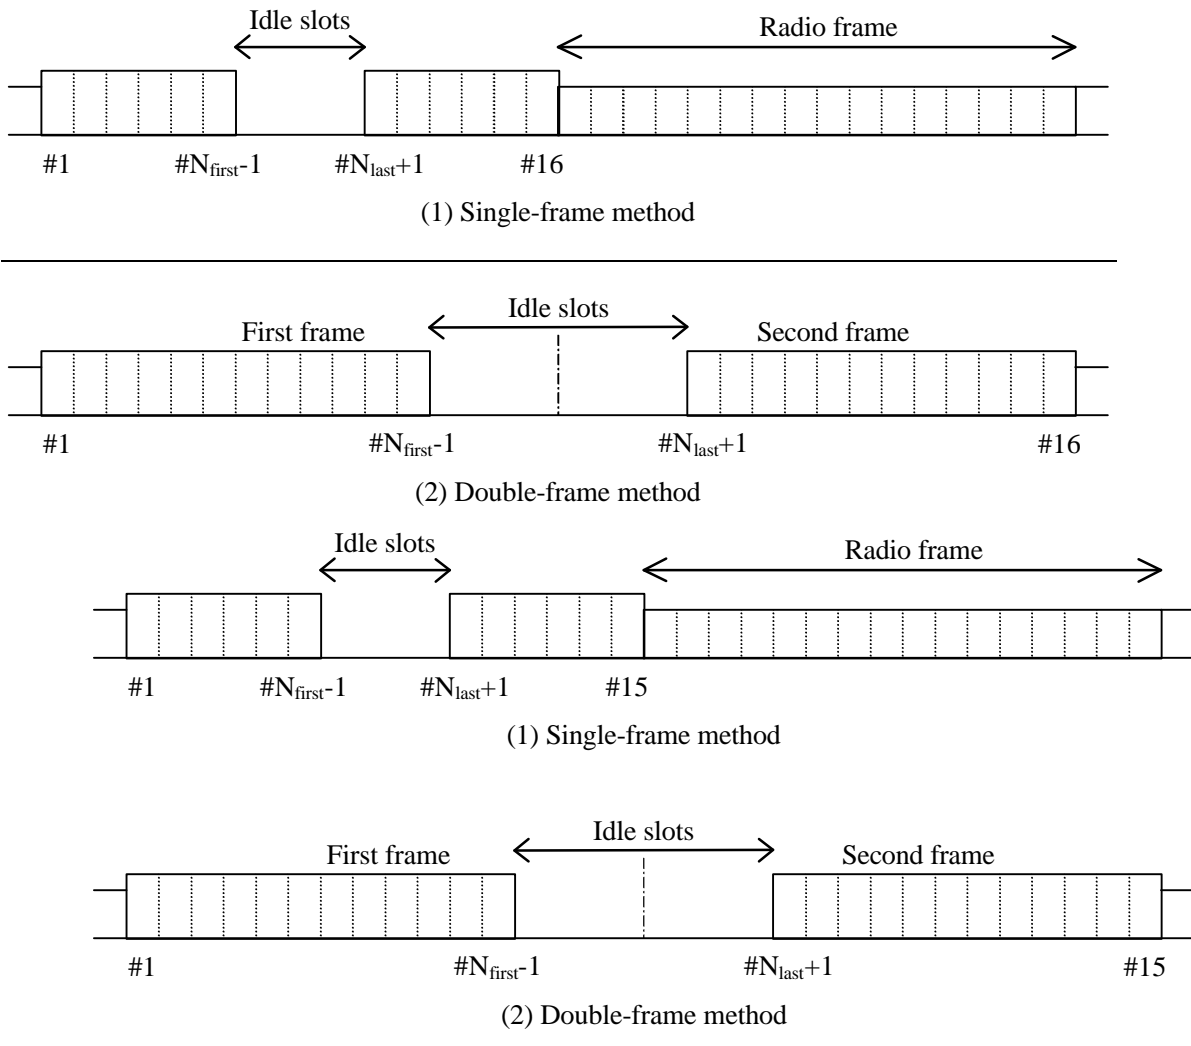 Idle slots
Radio frame
#1 #Nfirst-1 #Nlast+1 #16
(1) Single-frame method
Idle slots
First frame Second frame
#1 #Nfirst-1 #Nlast+1 #16
(2) Double-frame method
Idle slots
Radio frame
#1 #Nfirst-1 #Nlast+1 #15
(1) Single-frame method
Idle slots
First frame Second frame
#1 #Nfirst-1 #Nlast+1 #15
(2) Double-frame method